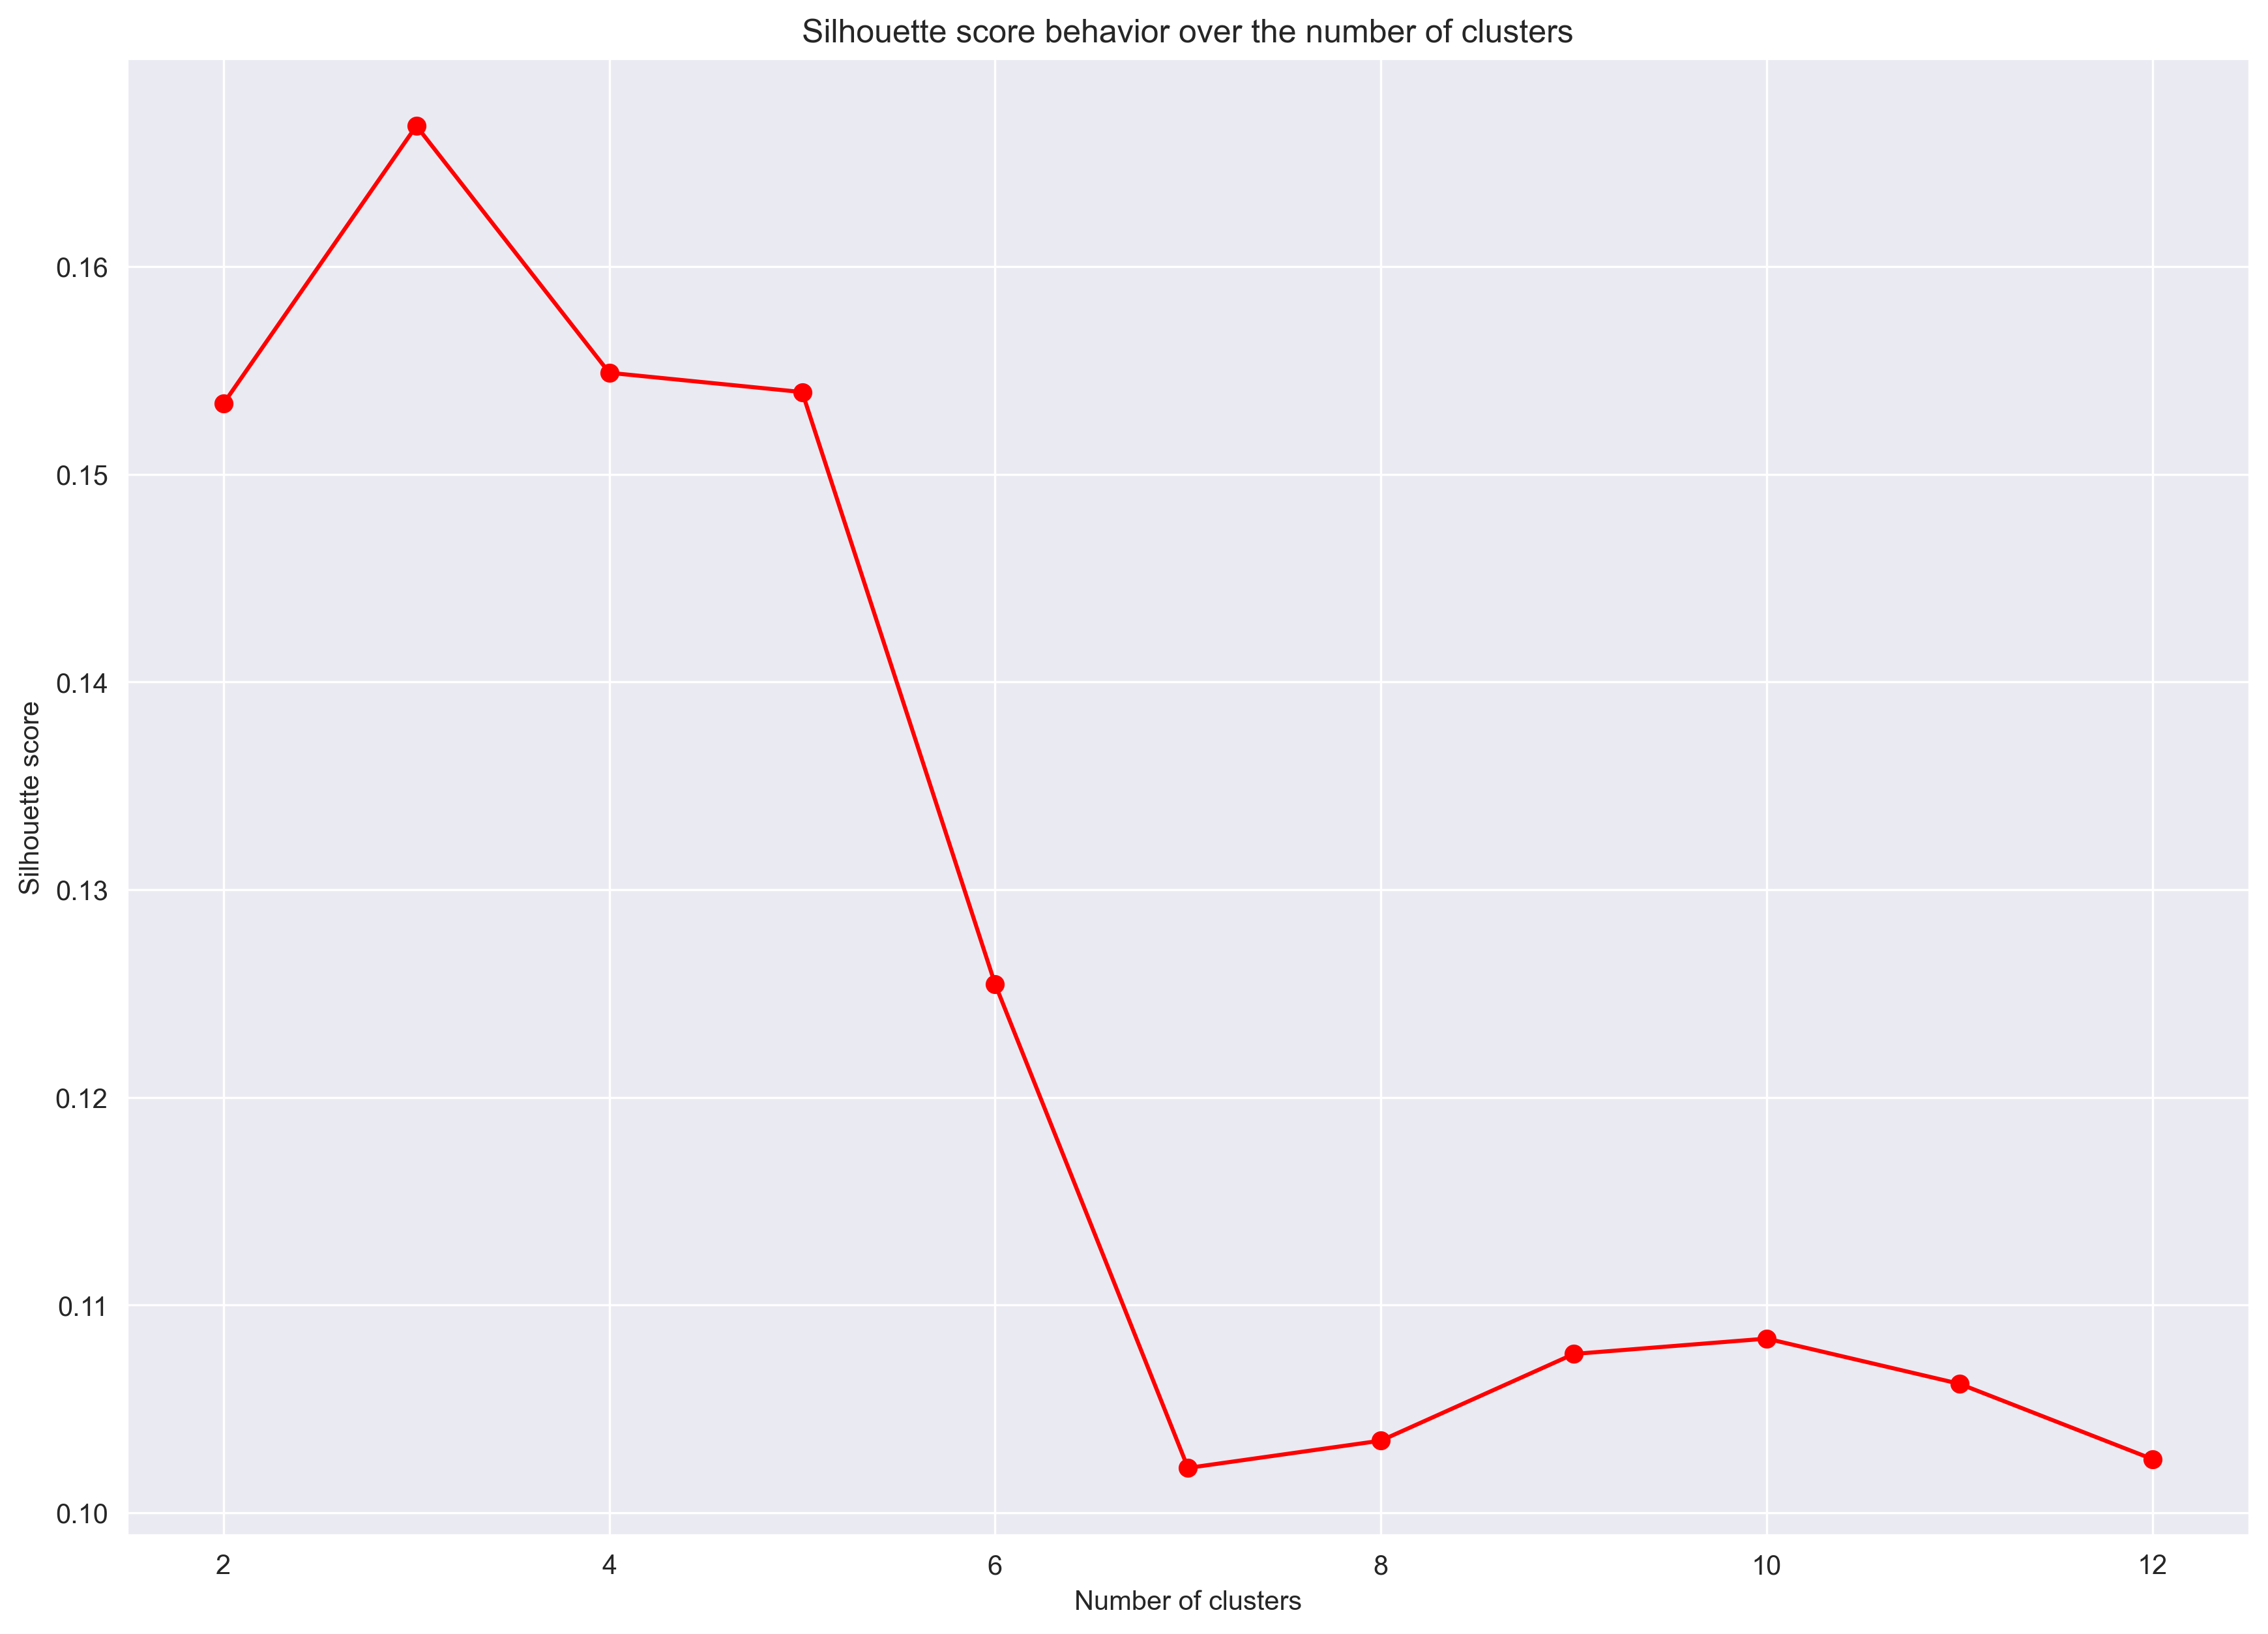 Silhouette score behavior over the number of clusters
Silhouette score
0.16
0.15
0.14
0.13
0.12
0.11
0.10
2 4 6 8 10 12
Number of clusters